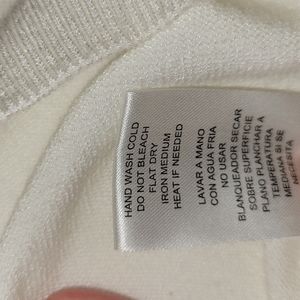 HAND WASH COLD
DO NOT BLEACH
FLAT DRY
IRON MEDIUM
HEAT IF NEEDED
LAVAR A MANO
CON AGUA FRIA
NO USAR
BLANQUEADOR SECAR
SOBRE SUPERFICIE
PLANO PLANCHAR A
TEMPERATURA
MEDIANA SI SE
NECESITA